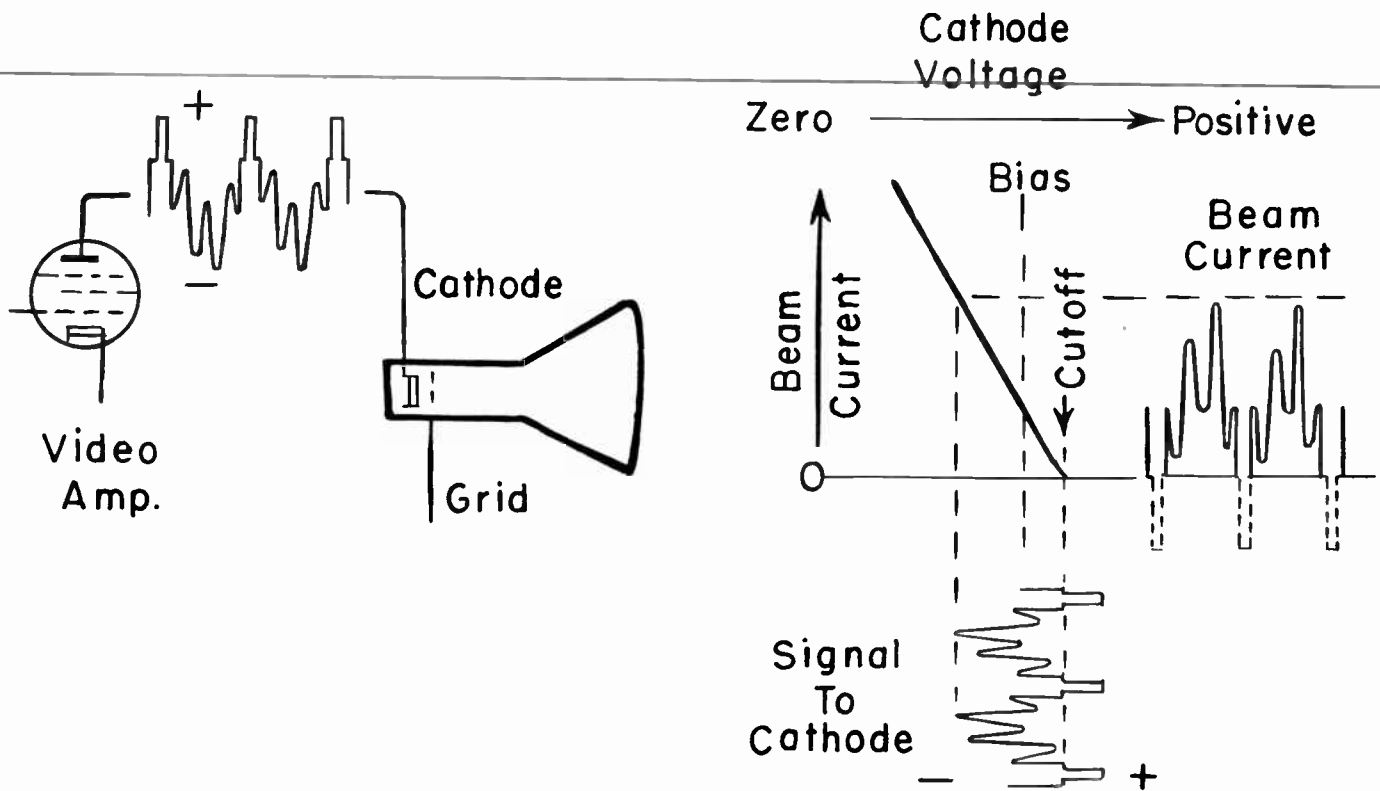 Cathode
Voltage
Zero
Positive
+
Bias
Beam
Current
Cathode
−
Cutoff
Beam
Current
Video
Amp.
Grid
O
Signal
To
Cathode
−
+